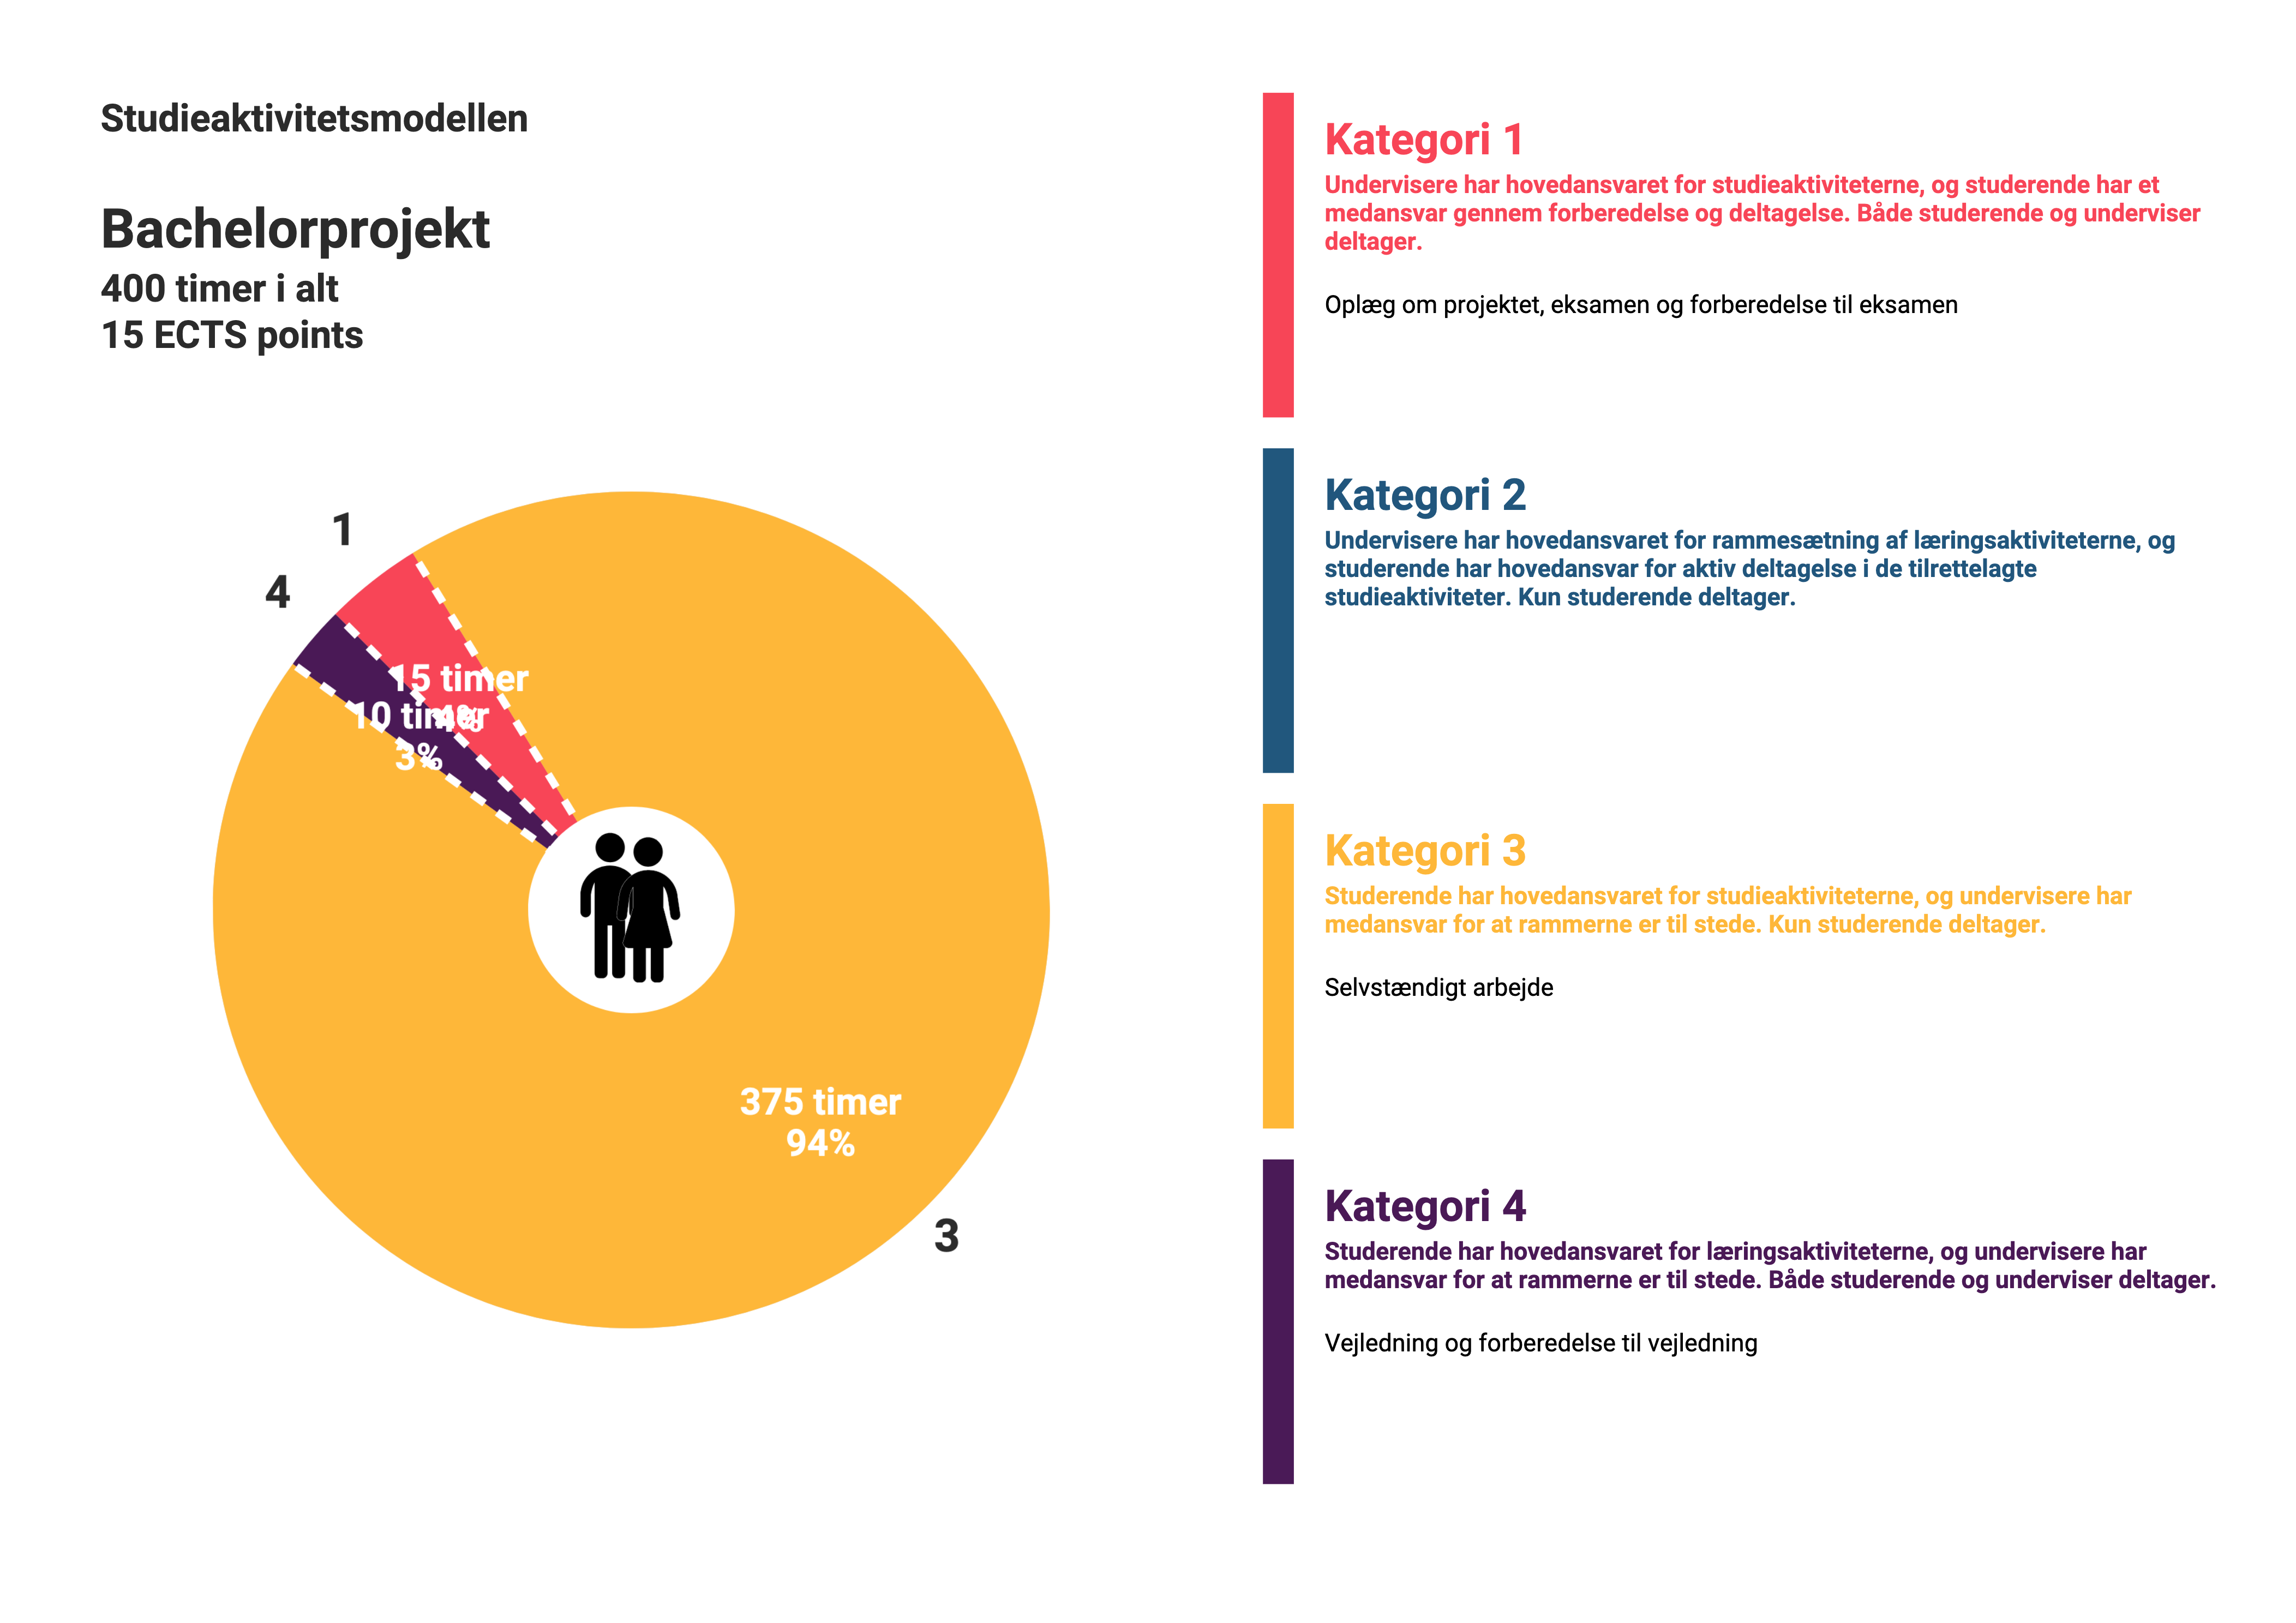 Studieaktivitetsmodellen
Bachelorprojekt
400 timer i alt
15 ECTS points
1
4
15 timer
4%
10 timer
3%
375 timer
94%
3
Kategori 1
Undervisere har hovedansvaret for studieaktiviteterne, og studerende har et
medansvar gennem forberedelse og deltagelse. Både studerende og underviser
deltager.
Oplæg om projektet, eksamen og forberedelse til eksamen
Kategori 2
Undervisere har hovedansvaret for rammesætning af læringsaktiviteterne, og
studerende har hovedansvar for aktiv deltagelse i de tilrettelagte
studieaktiviteter. Kun studerende deltager.
Kategori 3
Studerende har hovedansvaret for studieaktiviteterne, og undervisere har
medansvar for at rammerne er til stede. Kun studerende deltager.
Selvstændigt arbejde
Kategori 4
Studerende har hovedansvaret for læringsaktiviteterne, og undervisere har
medansvar for at rammerne er til stede. Både studerende og underviser deltager.
Vejledning og forberedelse til vejledning